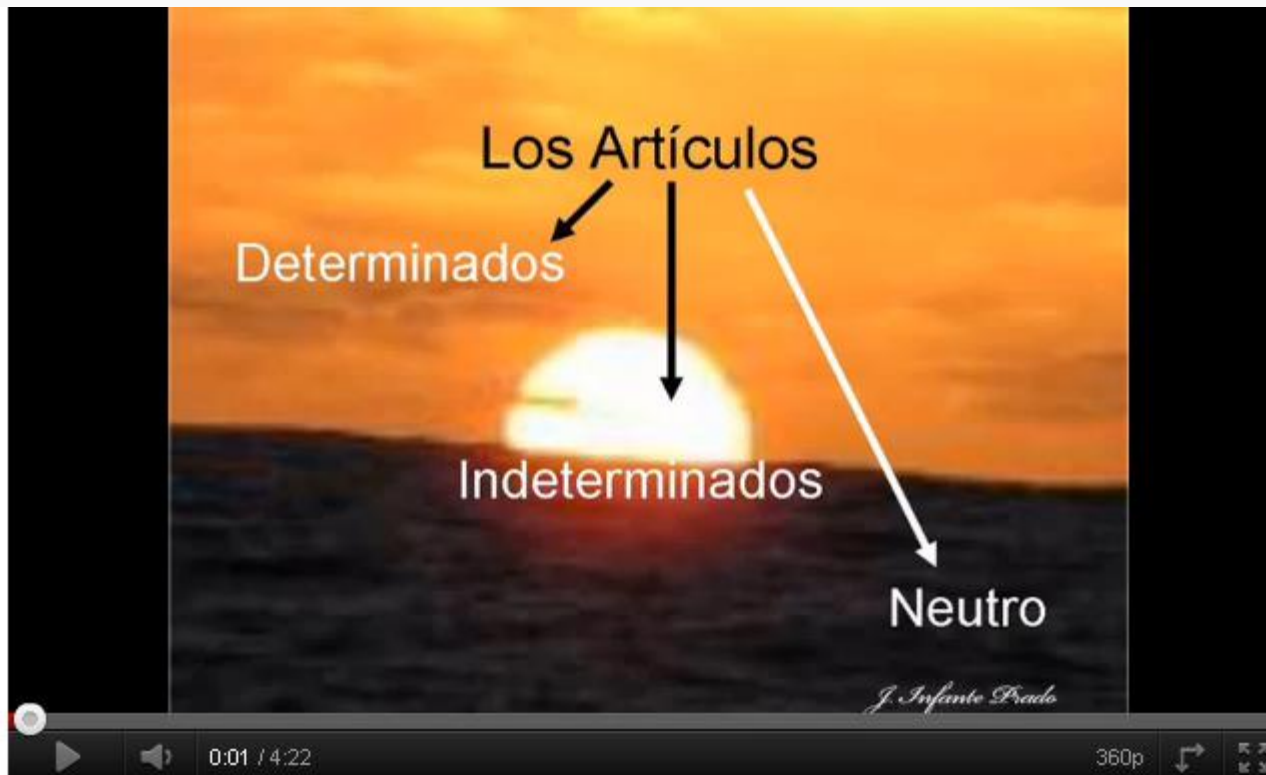 Los Artículos
Determinados
Indeterminados
Neutro
J. Infante Prado
0:01 / 4:22
360p